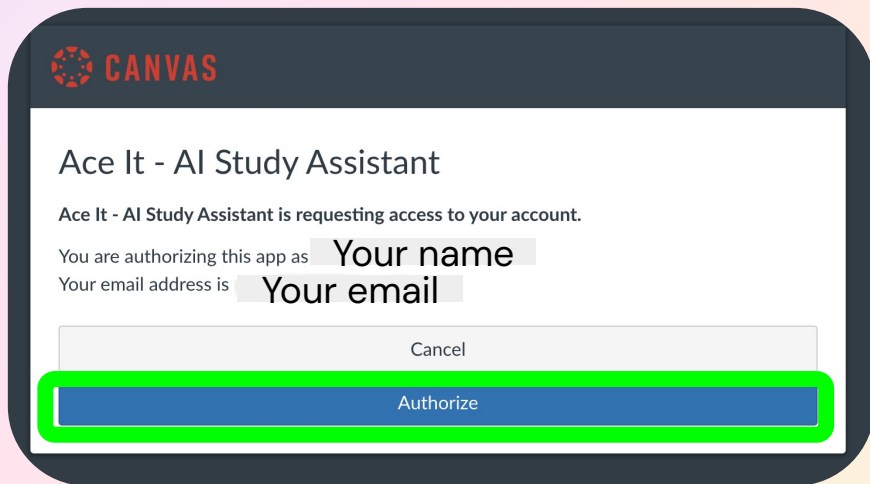 CANVAS
Ace It - AI Study Assistant
Ace It - AI Study Assistant is requesting access to your account.
You are authorizing this app as Your name
Your email address is Your email
Cancel
Authorize